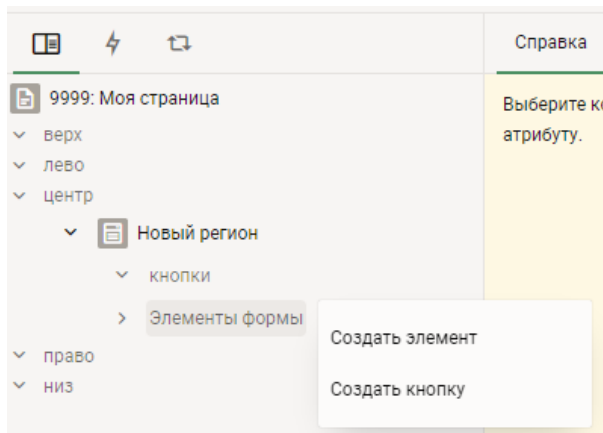 Справка
9999: Моя страница
Выберите
атрибуту.
верх
лево
центр
Новый регион
кнопки
Элементы формы
Создать элемент
Создать кнопку
право
низ